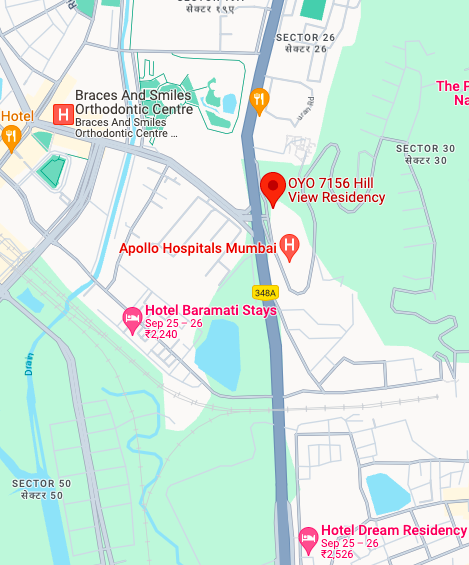 सेक्टर १९ए
SECTOR 26
सेक्टर 26
Uran Rd
Braces And Smiles
Orthodontic Centre
Braces And Smiles
Orthodontic Centre ...
Hotel
The P
Na
SECTOR 30
सेक्टर 30
OYO 7156 Hill
View Residency
Apollo Hospitals Mumbai
348A
Hotel Baramati Stays
Sep 25 – 26
₹2,240
Drain
SECTOR 50
सेक्टर 50
Hotel Dream Residency
Sep 25 – 26
₹2,526